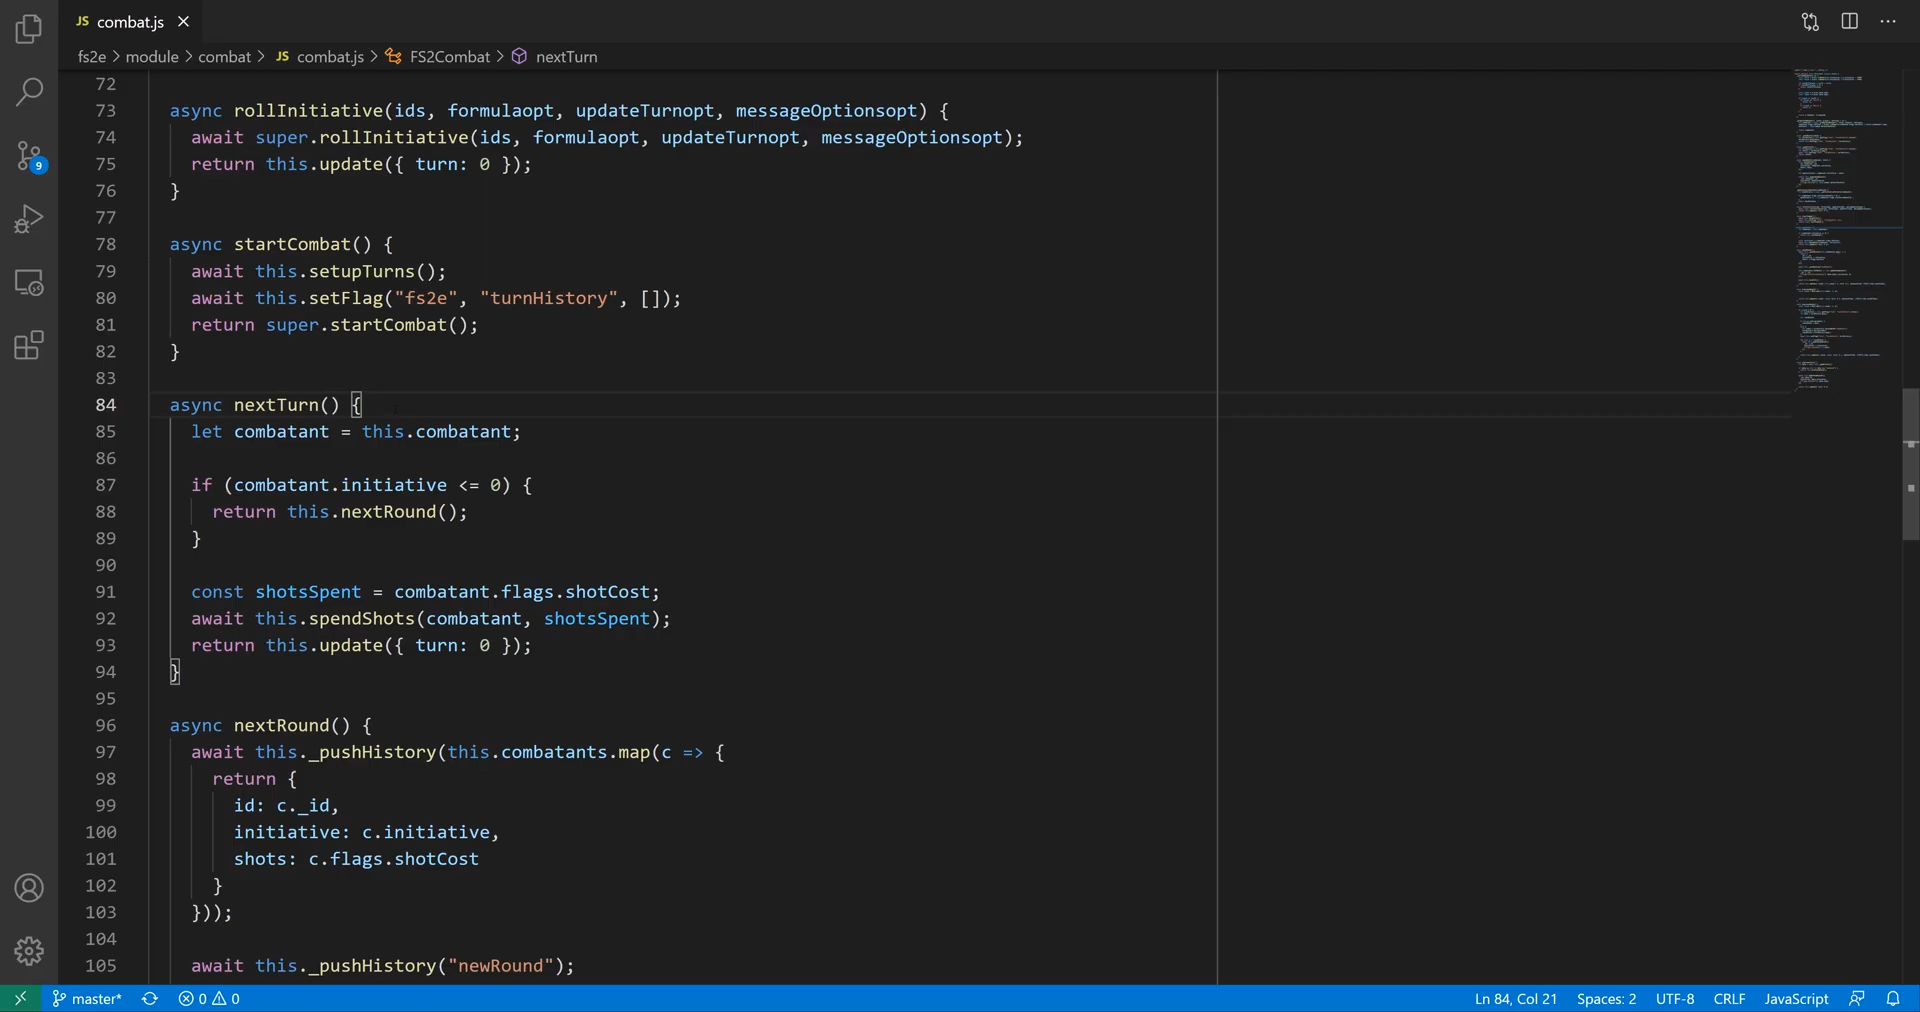 JS combat.js
fs2e > module > combat > JS combat.js > FS2Combat > nextTurn
72
73 async rollInitiative(ids, formulaopt, updateTurnopt, messageOptionsopt) {
74 await super.rollInitiative(ids, formulaopt, updateTurnopt, messageOptionsopt);
75 return this.update({ turn: 0 });
76 }
77
78 async startCombat() {
79 await this.setupTurns();
80 await this.setFlag("fs2e", "turnHistory", []);
81 return super.startCombat();
82 }
83
84 async nextTurn() {
85 let combatant = this.combatant;
86
87 if (combatant.initiative <= 0) {
88 return this.nextRound();
89 }
90
91 const shotsSpent = combatant.flags.shotCost;
92 await this.spendShots(combatant, shotsSpent);
93 return this.update({ turn: 0 });
94 }
95
96 async nextRound() {
97 await this._pushHistory(this.combatants.map(c => {
98 return {
99 id: c._id,
100 initiative: c.initiative,
101 shots: c.flags.shotCost
102 }
103 }));
104
105 await this._pushHistory("newRound");
9
master* 0 0 Ln 84, Col 21 Spaces: 2 UTF-8 CRLF JavaScript